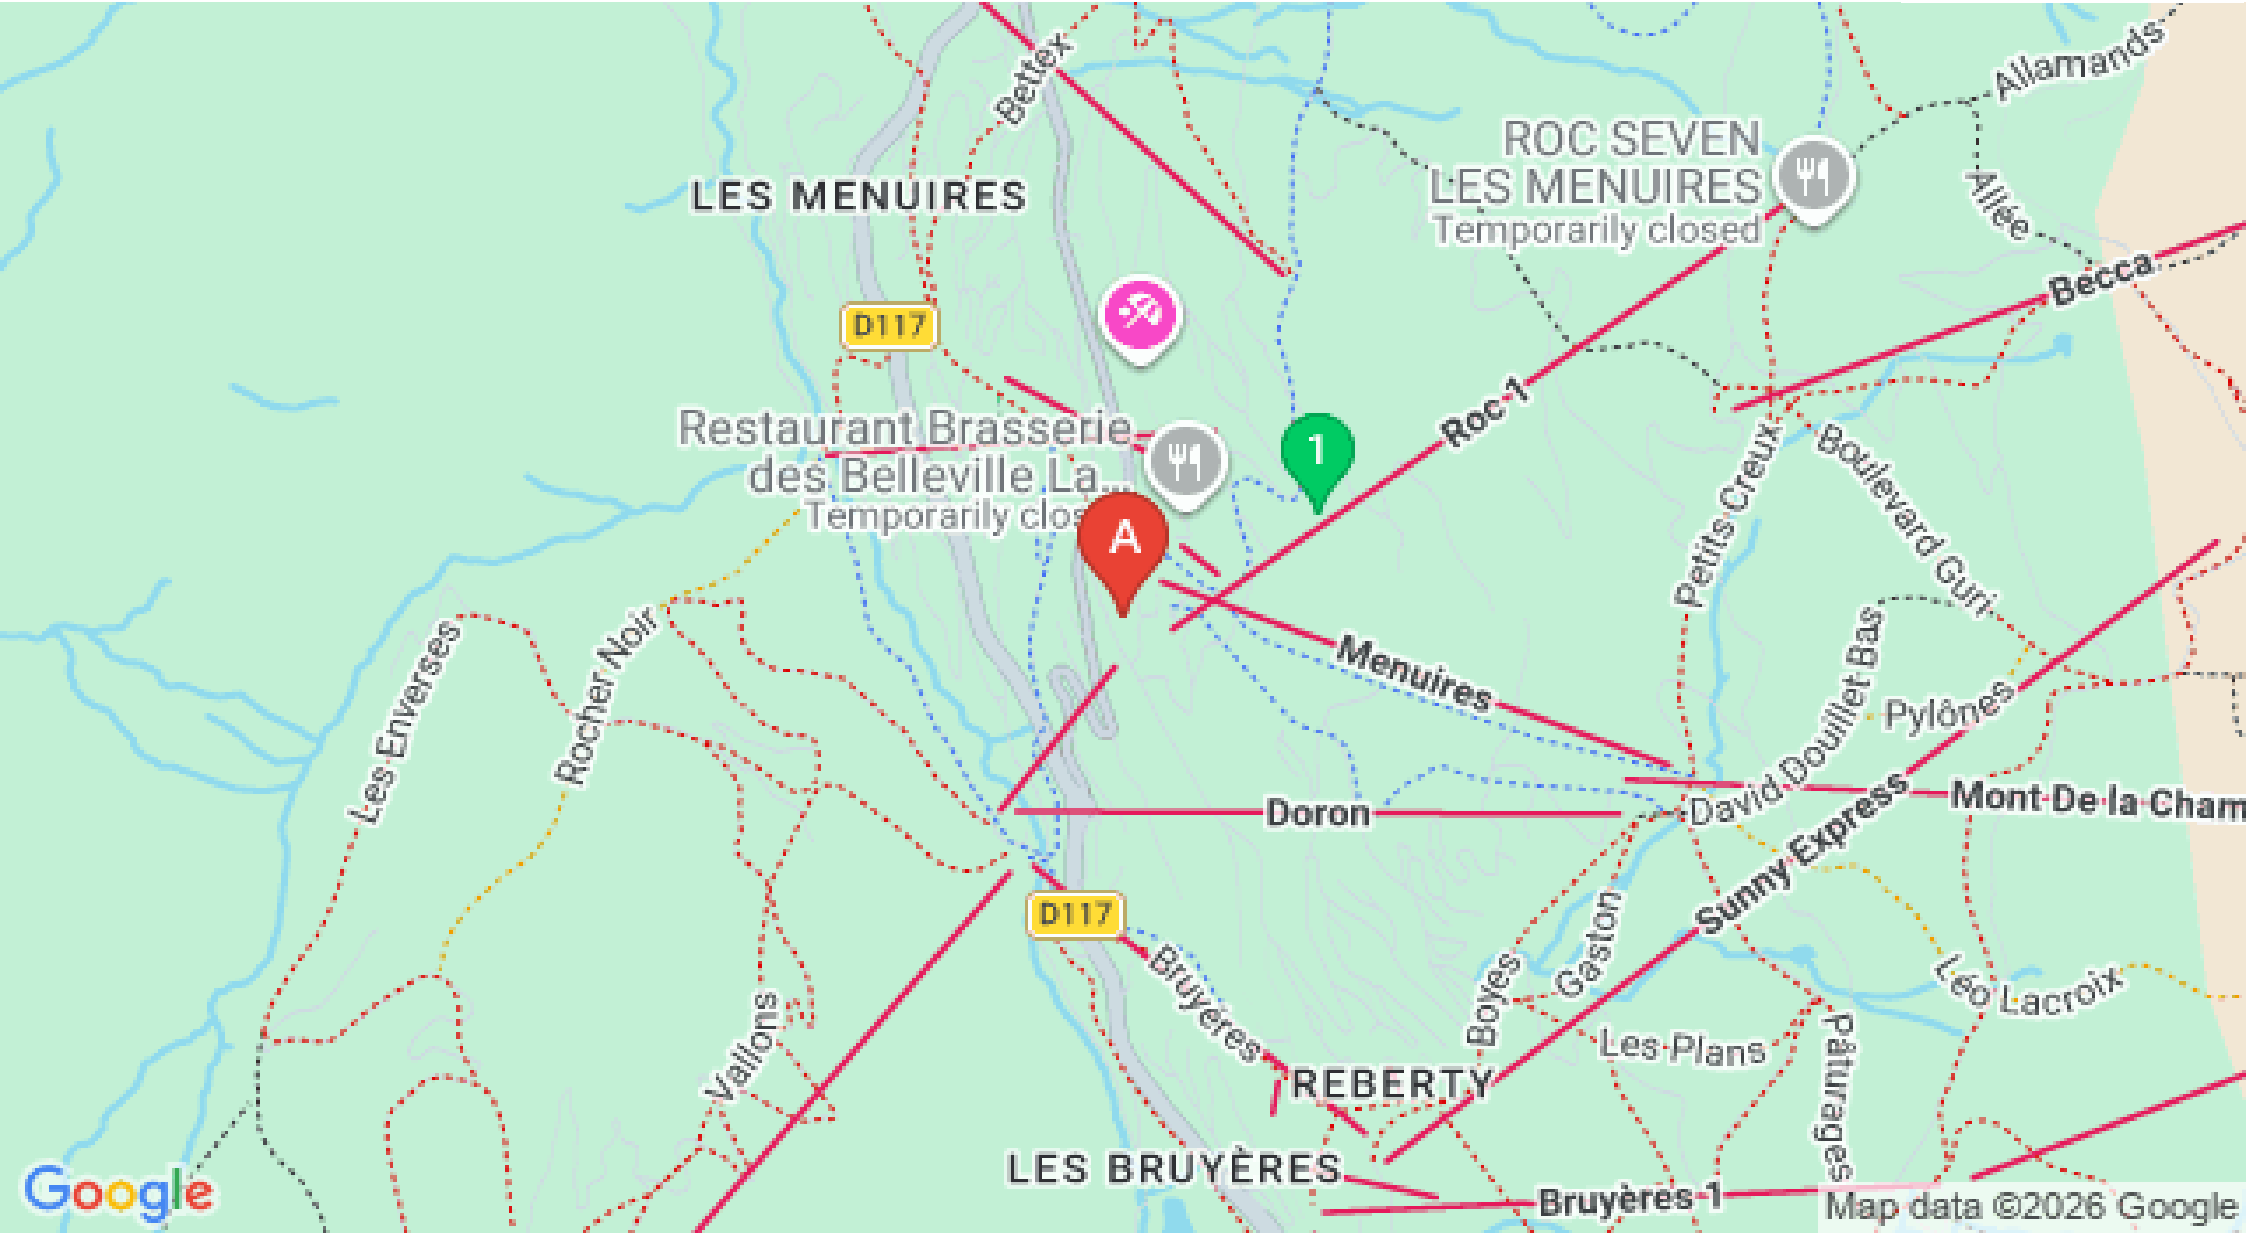 Bettex
Allamands
ROC SEVEN
LES MENUIRES
Temporarily closed
LES MENUIRES
Allée
Becca
D117
Roc 1
Restaurant Brasserie
des Belleville La...
Temporarily clos
1
A
Petits Creux
Boulevard Guri
Les Enverses
Rocher Noir
Menuires
David Douillet Bas
Pylônes
Doron
Mont De la Cham
Sunny Express
D117
Bruyères
Boyes
Gaston
Léo Lacroix
Les Plans
Pâturages
Vallons
REBERTY
LES BRUYÈRES
Bruyères 1
Google
Map data ©2026 Google